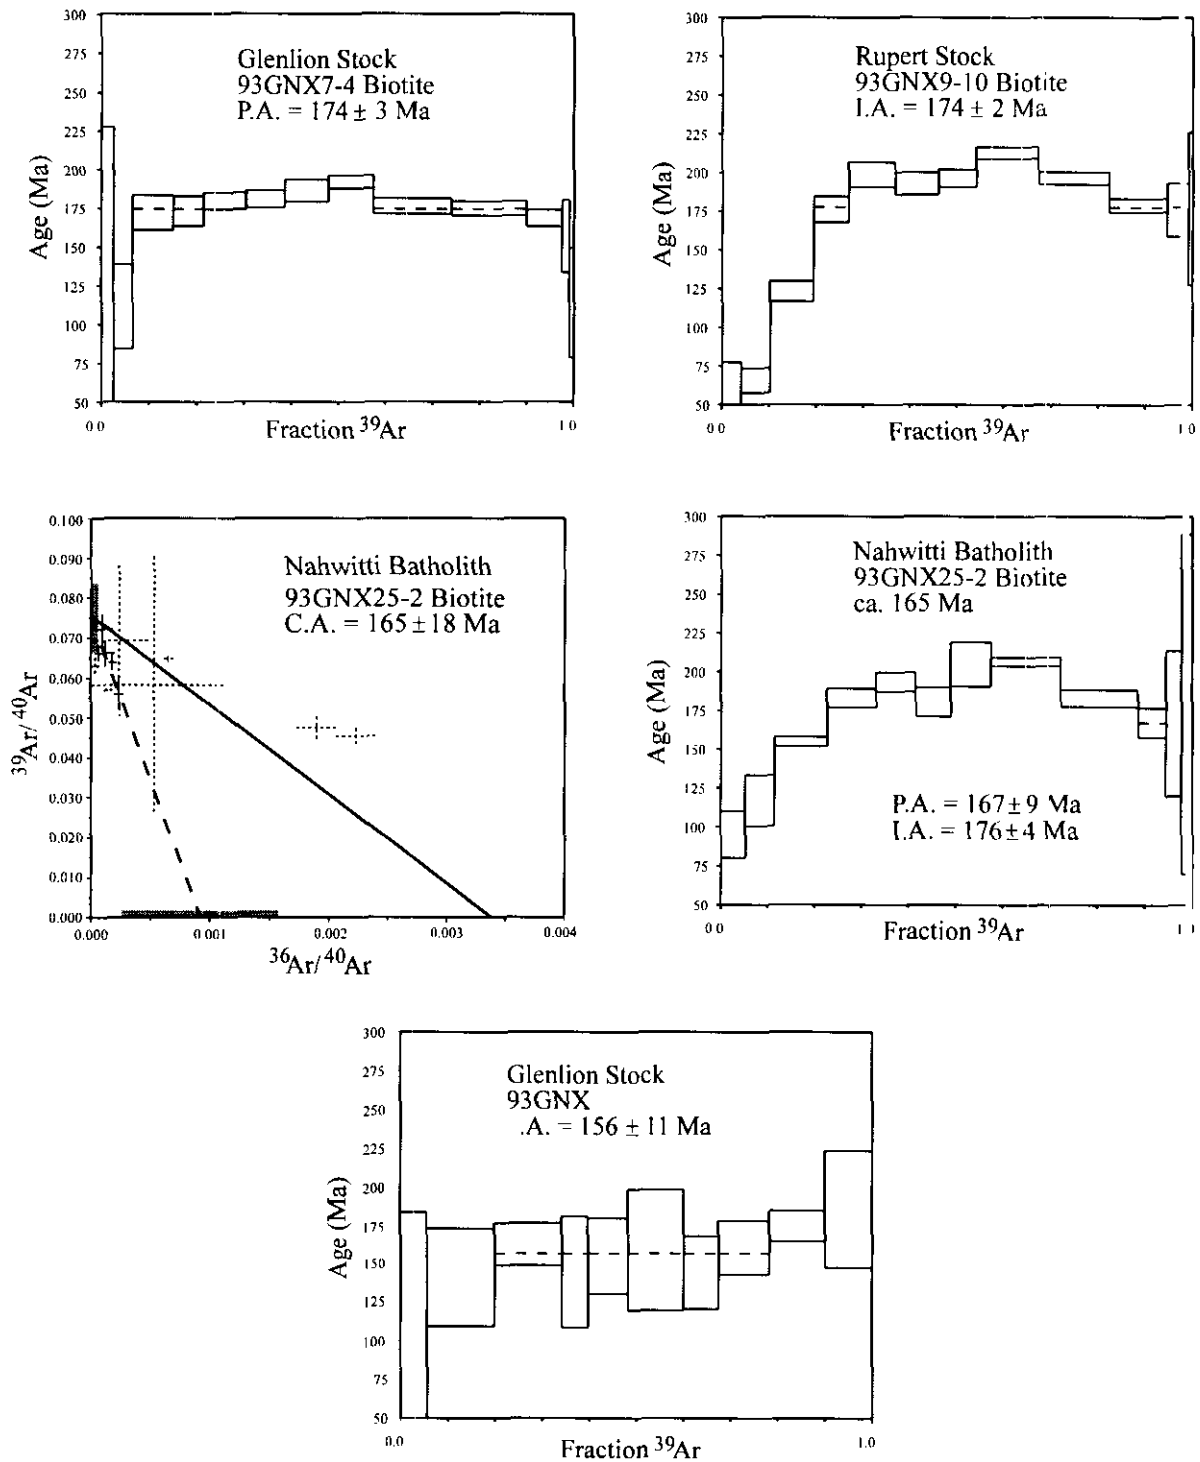 Glenlion Stock
93GNX7-4 Biotite
P.A. = 174 ± 3 Ma
Age (Ma)
300
275
250
225
200
175
150
125
100
75
50
0.0
Fraction 39Ar
1.0
Rupert Stock
93GNX9-10 Biotite
I.A. = 174 ± 2 Ma
Age (Ma)
300
275
250
225
200
175
150
125
100
75
50
0.0
Fraction 39Ar
1.0
Nahwitti Batholith
93GNX25-2 Biotite
C.A. = 165 ± 18 Ma
39Ar/40Ar
0.100
0.090
0.080
0.070
0.060
0.050
0.040
0.030
0.020
0.010
0.000
0.000
0.001
0.002
0.003
0.004
36Ar/40Ar
Nahwitti Batholith
93GNX25-2 Biotite
ca. 165 Ma
P.A. = 167 ± 9 Ma
I.A. = 176 ± 4 Ma
Age (Ma)
300
275
250
225
200
175
150
125
100
75
50
0.0
Fraction 39Ar
Glenlion Stock
93GNX
.A. = 156 ± 11 Ma
Age (Ma)
300
275
250
225
200
175
150
125
100
75
50
0.0
Fraction 39Ar
1.0